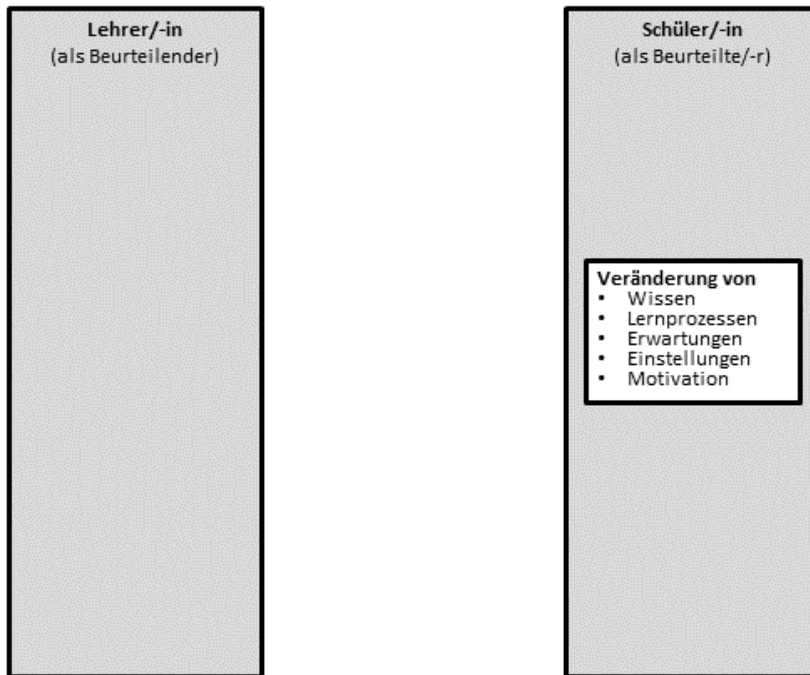 Lehrer/-in
(als Beurteilender)
Schüler/-in
(als Beurteilte/-r)
Veränderung von
• Wissen
• Lernprozessen
• Erwartungen
• Einstellungen
• Motivation